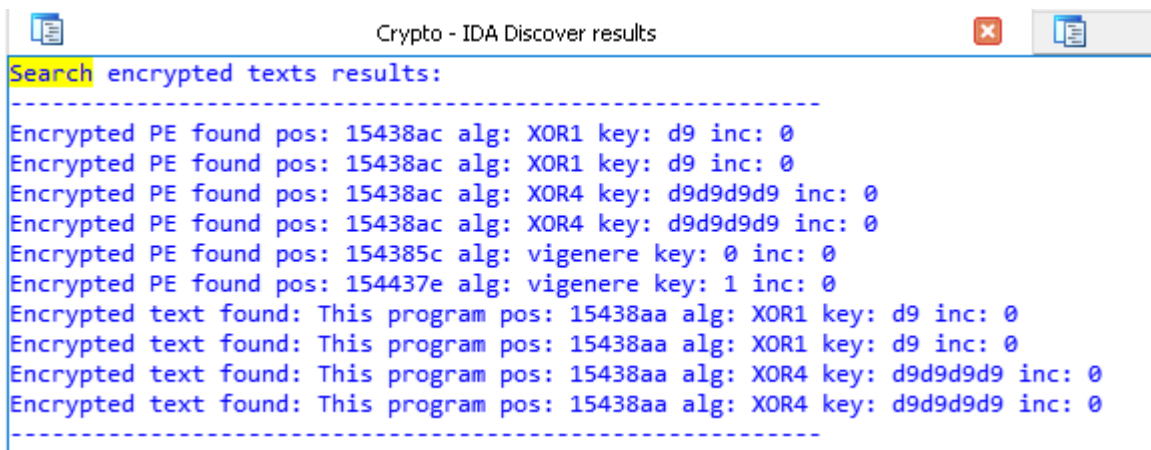 Crypto - IDA Discover results
Search encrypted texts results:
----------------------------------------------------------
Encrypted PE found pos: 15438ac alg: XOR1 key: d9 inc: 0
Encrypted PE found pos: 15438ac alg: XOR1 key: d9 inc: 0
Encrypted PE found pos: 15438ac alg: XOR4 key: d9d9d9d9 inc: 0
Encrypted PE found pos: 15438ac alg: XOR4 key: d9d9d9d9 inc: 0
Encrypted PE found pos: 154385c alg: vigenere key: 0 inc: 0
Encrypted PE found pos: 154437e alg: vigenere key: 1 inc: 0
Encrypted text found: This program pos: 15438aa alg: XOR1 key: d9 inc: 0
Encrypted text found: This program pos: 15438aa alg: XOR1 key: d9 inc: 0
Encrypted text found: This program pos: 15438aa alg: XOR4 key: d9d9d9d9 inc: 0
Encrypted text found: This program pos: 15438aa alg: XOR4 key: d9d9d9d9 inc: 0
----------------------------------------------------------